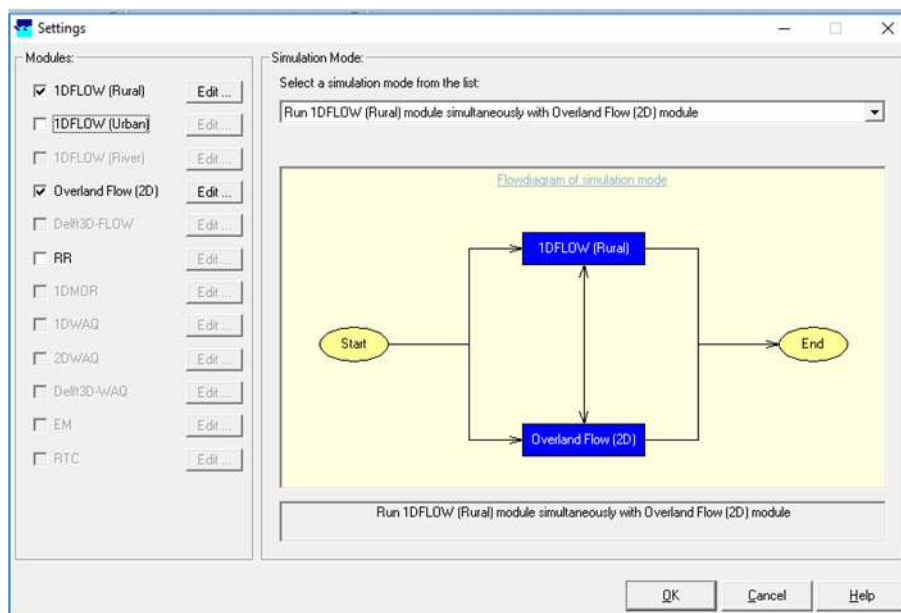 Settings
Modules:
1DFLOW (Rural) Edit ...
1DFLOW (Urban) Edit ...
1DFLOW (River) Edit ...
Overland Flow (2D) Edit ...
Delft3D-FLOW Edit ...
RR Edit ...
1DMOR Edit ...
1DWAQ Edit ...
2DWAQ Edit ...
Delft3D-WAQ Edit ...
EM Edit ...
RTC Edit ...
Simulation Mode:
Select a simulation mode from the list:
Run 1DFLOW (Rural) module simultaneously with Overland Flow (2D) module
Flowdiagram of simulation mode
1DFLOW (Rural)
Start
End
Overland Flow (2D)
Run 1DFLOW (Rural) module simultaneously with Overland Flow (2D) module
OK Cancel Help